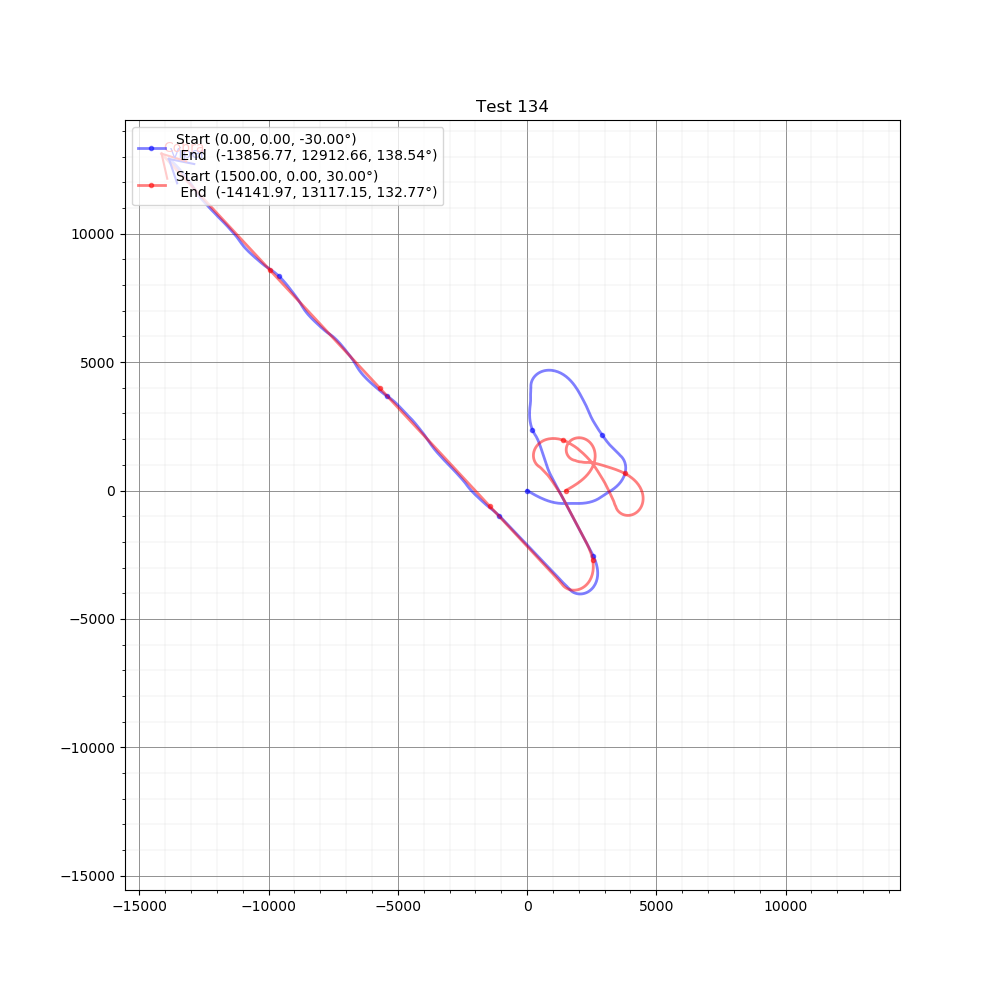 Test 134
Start (0.00, 0.00, -30.00°)
End (-13856.77, 12912.66, 138.54°)
Start (1500.00, 0.00, 30.00°)
End (-14141.97, 13117.15, 132.77°)
10000
5000
0
−5000
−10000
−15000
−15000
−10000
−5000
0
5000
10000